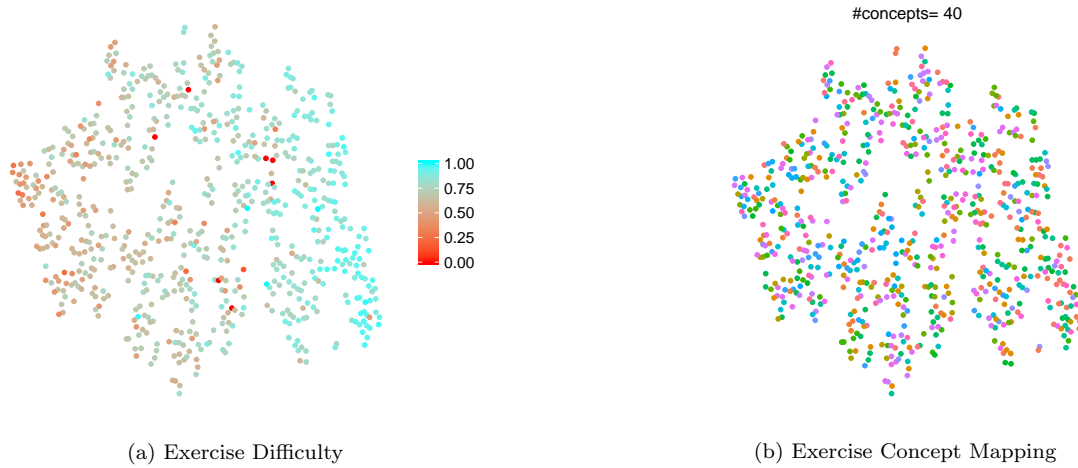 #concepts= 40
1.00
0.75
0.50
0.25
0.00
(a) Exercise Difficulty
(b) Exercise Concept Mapping